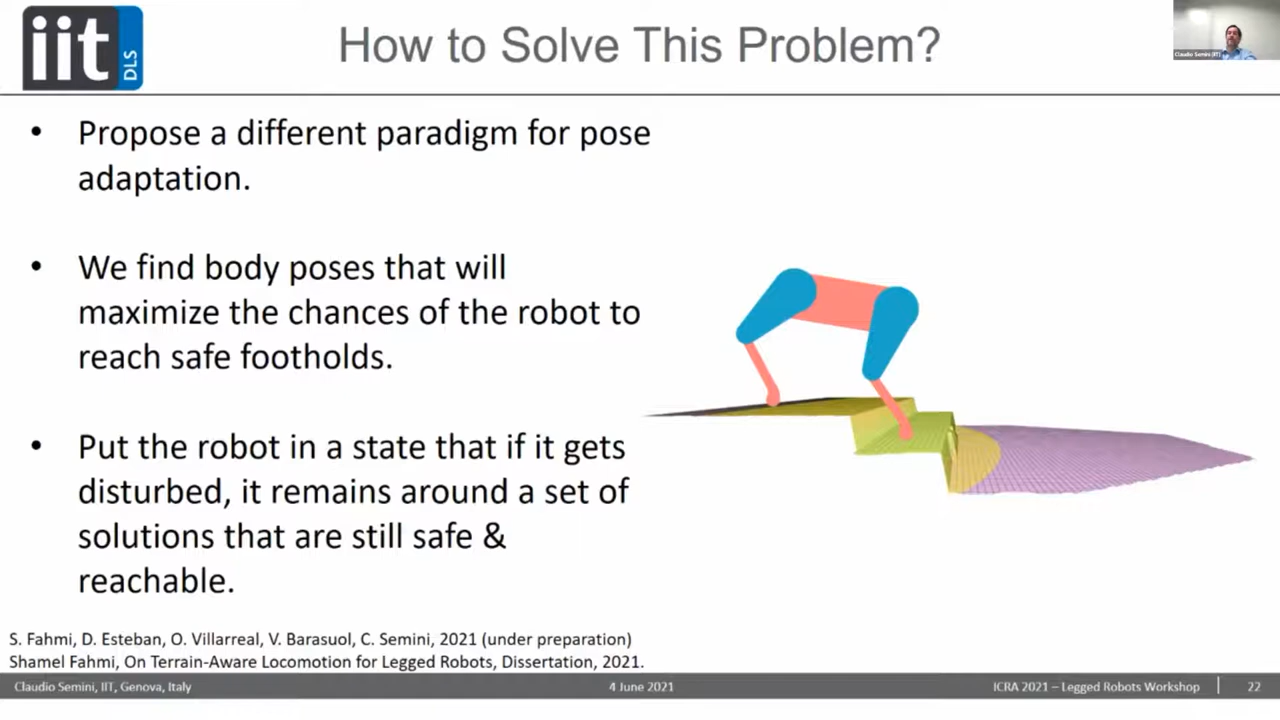 iit
DLS
How to Solve This Problem?
Claudio Semini (IIT)
• Propose a different paradigm for pose
adaptation.
• We find body poses that will
maximize the chances of the robot to
reach safe footholds.
• Put the robot in a state that if it gets
disturbed, it remains around a set of
solutions that are still safe &
reachable.
S. Fahmi, D. Esteban, O. Villarreal, V. Barasuol, C. Semini, 2021 (under preparation)
Shamel Fahmi, On Terrain-Aware Locomotion for Legged Robots, Dissertation, 2021.
Claudio Semini, IIT, Genova, Italy
4 June 2021
ICRA 2021 – Legged Robots Workshop
22